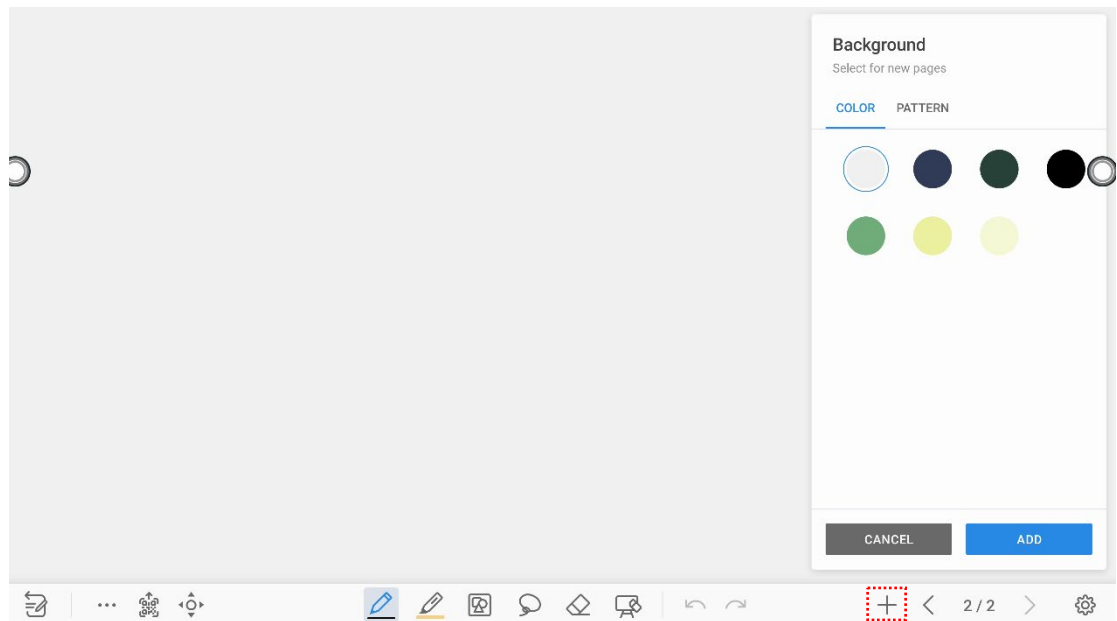 Background
Select for new pages
COLOR PATTERN
CANCEL ADD
2 / 2